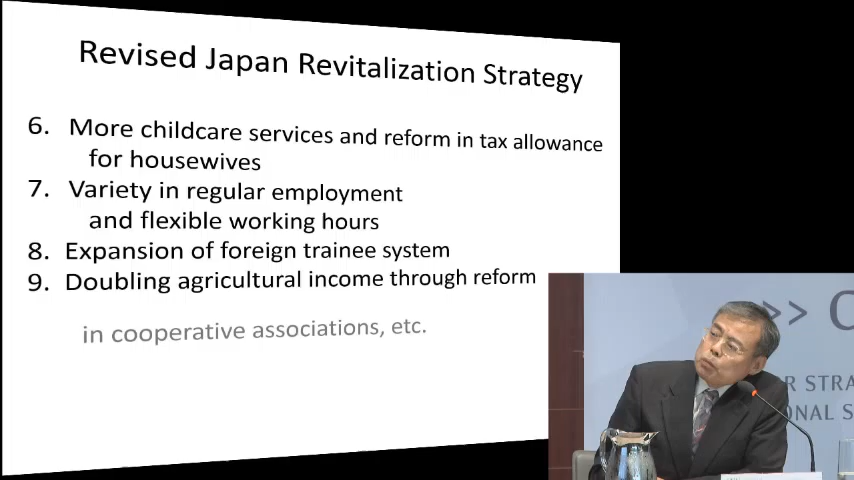 Revised Japan Revitalization Strategy
6. More childcare services and reform in tax allowance
for housewives
7. Variety in regular employment
and flexible working hours
8. Expansion of foreign trainee system
9. Doubling agricultural income through reform
in cooperative associations, etc.
>> C
R STRA
ONAL S